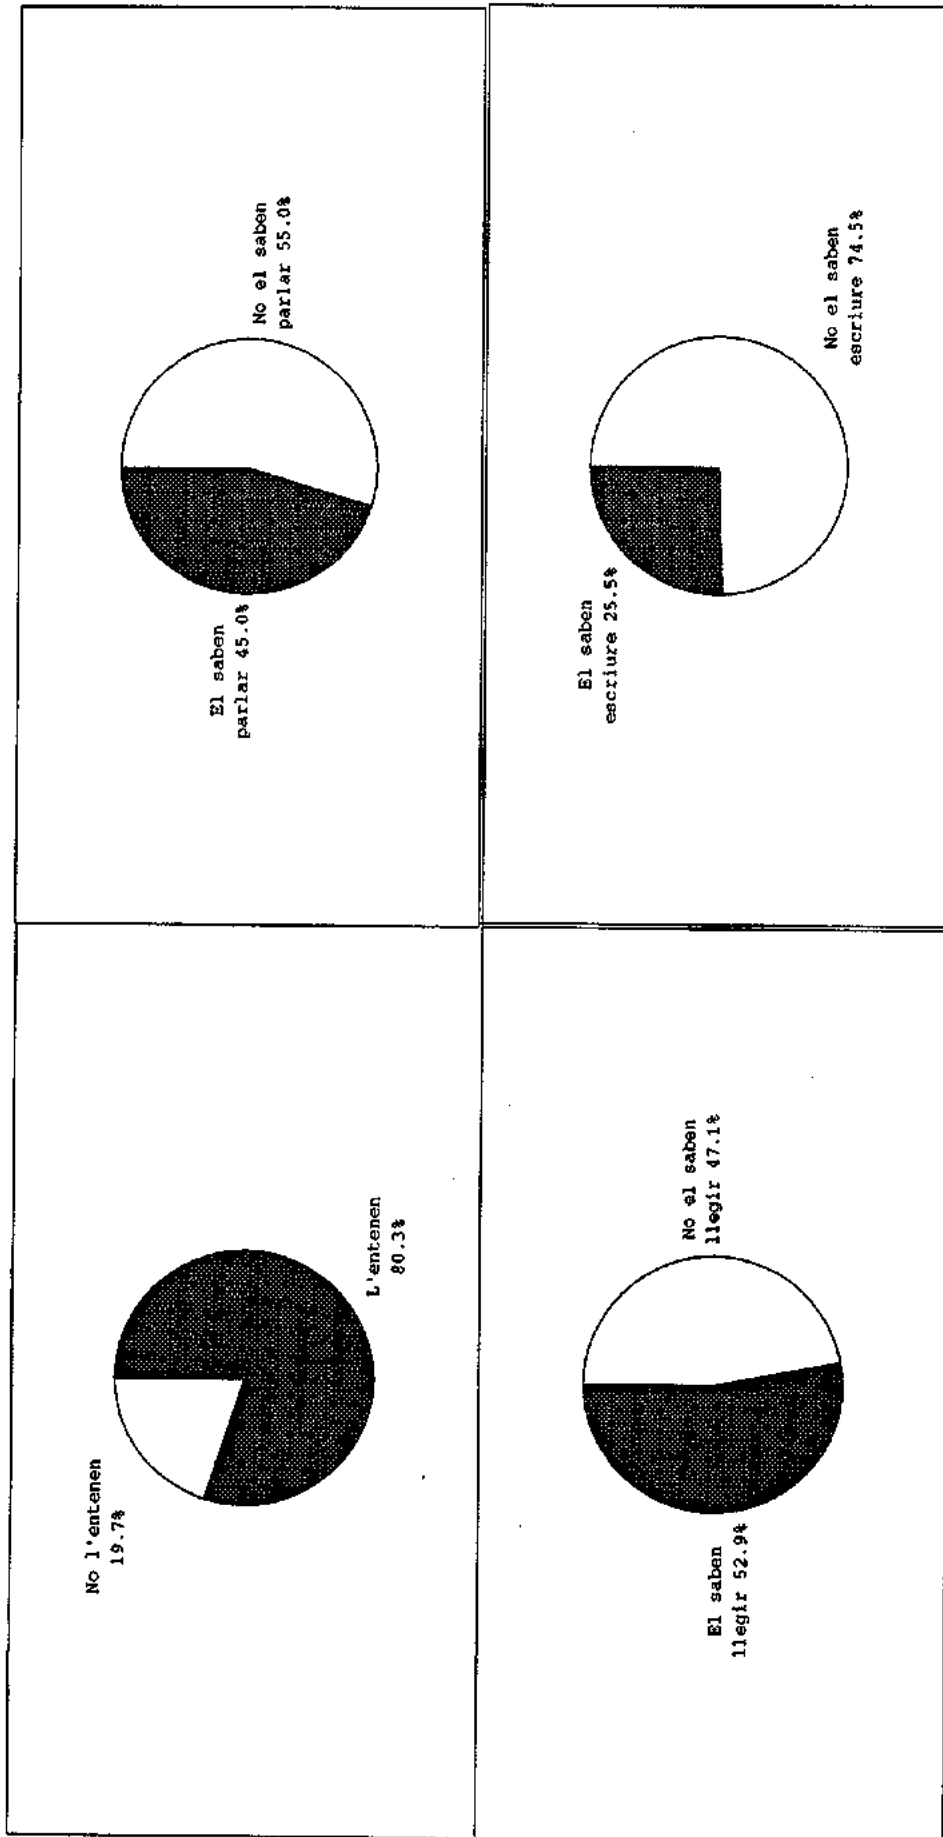 No l'entenen
19.7%
L'entenen
80.3%
El saben
parlar 45.0%
No el saben
parlar 55.0%
El saben
llegir 52.9%
No el saben
llegir 47.1%
El saben
escriure 25.5%
No el saben
escriure 74.5%